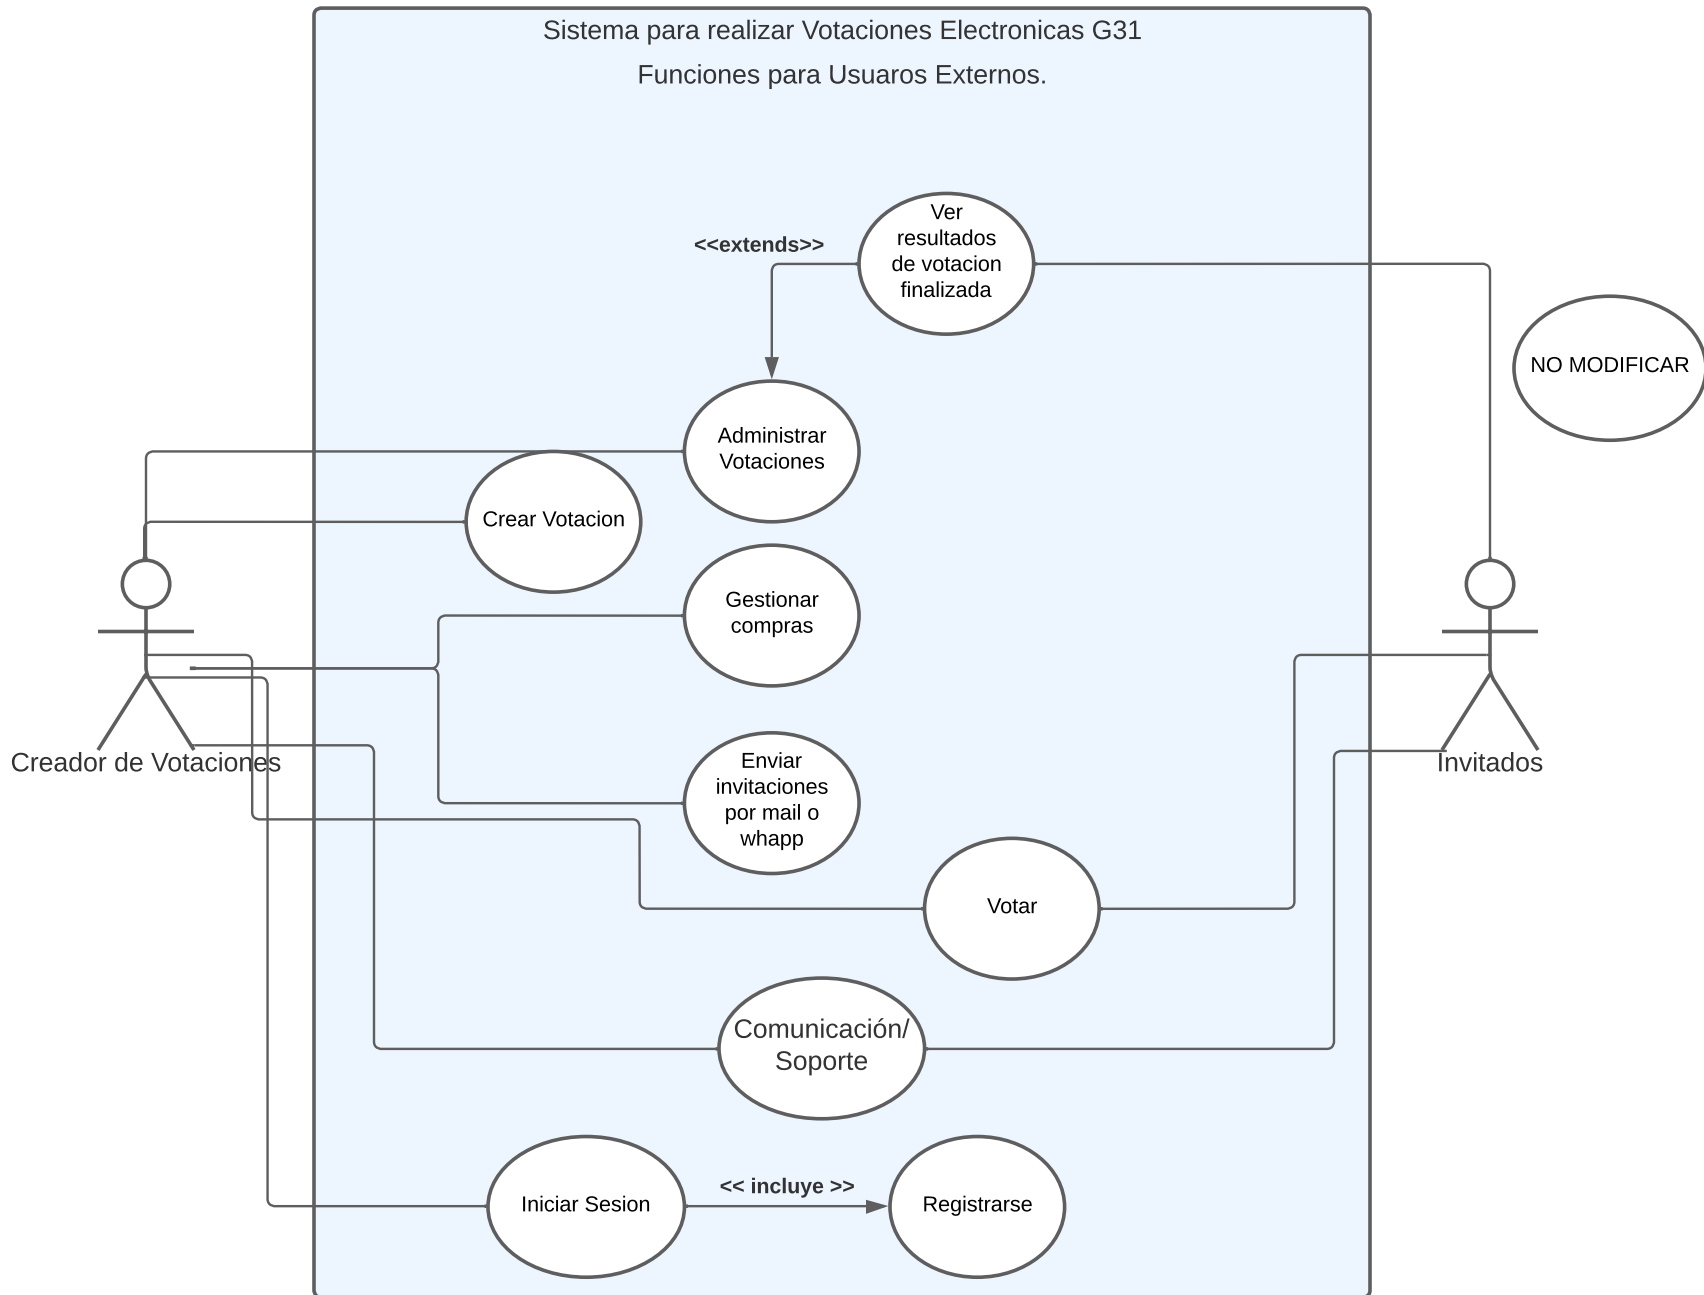 Sistema para realizar Votaciones Electronicas G31
Funciones para Usuaros Externos.
Ver
resultados
de votacion
finalizada
<<extends>>
NO MODIFICAR
Administrar
Votaciones
Crear Votacion
Gestionar
compras
Creador de Votaciones
Invitados
Enviar
invitaciones
por mail o
whapp
Votar
Comunicación/
Soporte
Iniciar Sesion
<< incluye >>
Registrarse